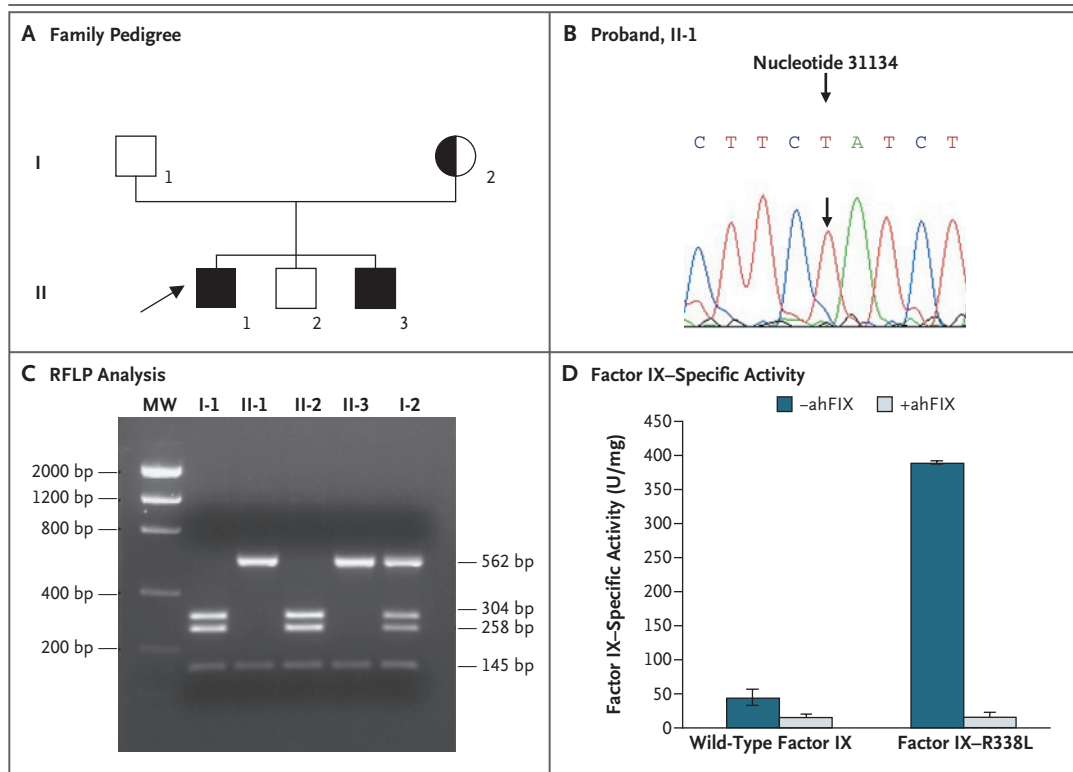 A Family Pedigree
I
1
2
II
1
2
3
B Proband, II-1
Nucleotide 31134
C T T C T A T C T
C RFLP Analysis
MW I-1 II-1 II-2 II-3 I-2
2000 bp
1200 bp
800 bp
400 bp
200 bp
562 bp
304 bp
258 bp
145 bp
D Factor IX–Specific Activity
–ahFIX +ahFIX
Factor IX–Specific Activity (U/mg)
450
400
350
300
250
200
150
100
50
0
Wild-Type Factor IX Factor IX–R338L